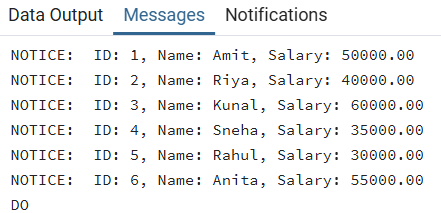 Data Output Messages Notifications
NOTICE:  ID: 1, Name: Amit, Salary: 50000.00
NOTICE:  ID: 2, Name: Riya, Salary: 40000.00
NOTICE:  ID: 3, Name: Kunal, Salary: 60000.00
NOTICE:  ID: 4, Name: Sneha, Salary: 35000.00
NOTICE:  ID: 5, Name: Rahul, Salary: 30000.00
NOTICE:  ID: 6, Name: Anita, Salary: 55000.00
DO